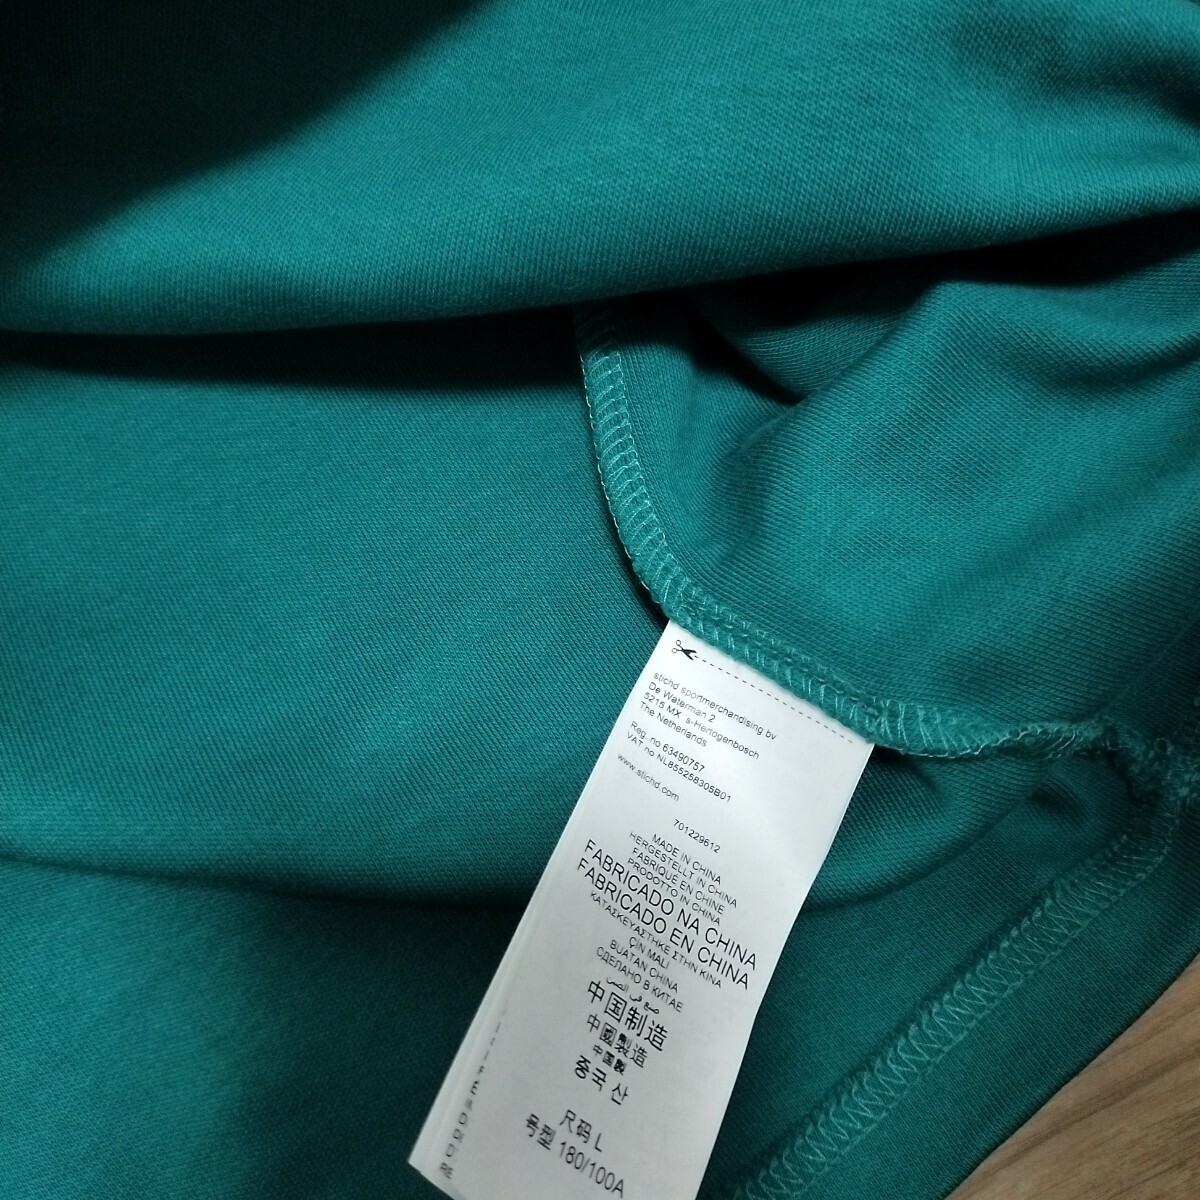 stichd sportmerchandising bv
De Waterman 2
5215 MX  s-Hertogenbosch
The Netherlands
Reg. no 63490757
VAT no NL855258305B01
www.stichd.com
701229612
MADE IN CHINA
HERGESTELLT IN CHINA
FABRIQUÉ EN CHINE
PRODOTTO IN CHINA
FABRICADO NA CHINA
FABRICADO EN CHINA
ΚΑΤΑΣΚΕΥΑΣΤΗΚΕ ΣΤΗΝ ΚΙΝΑ
ÇİN MALI
BUATAN CHINA
СДЕЛАНО В КИТАЕ
صنع في الصين
中国制造
中國製造
中国製
중국 산
尺码 L
号型 180/100A